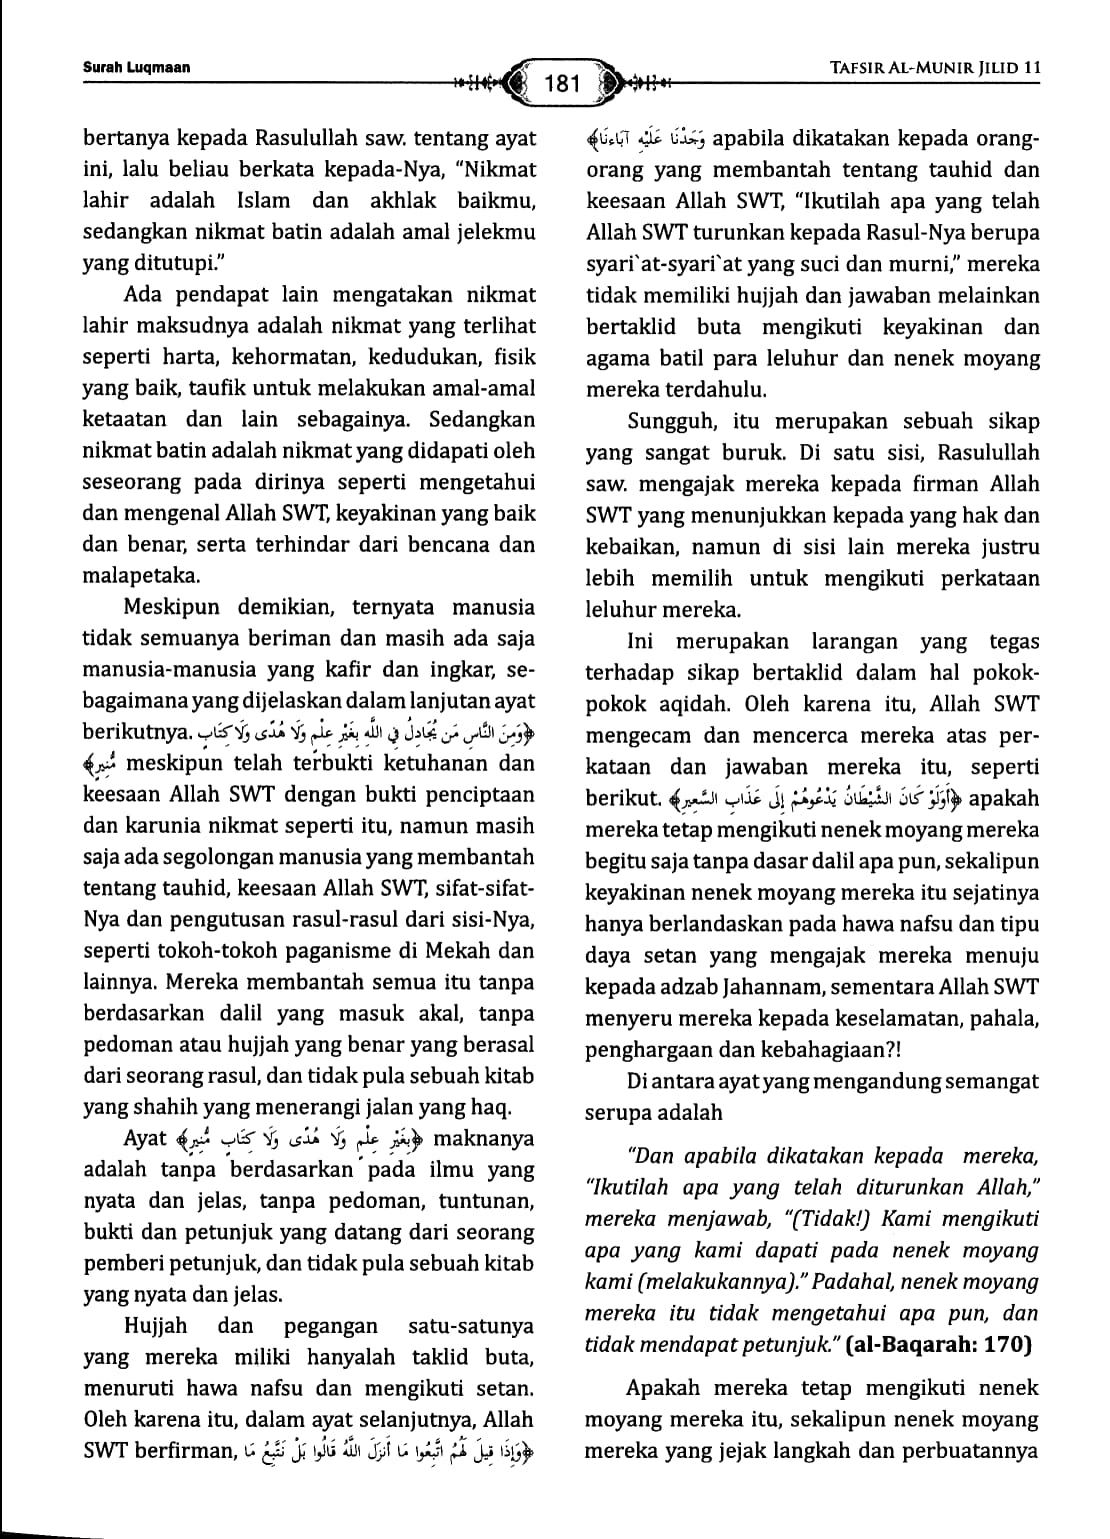 Surah Luqmaan
181
TAFSIR AL-MUNIR JILID 11
bertanya kepada Rasulullah saw. tentang ayat
ini, lalu beliau berkata kepada-Nya, “Nikmat
lahir adalah Islam dan akhlak baikmu,
sedangkan nikmat batin adalah amal jelekmu
yang ditutupi.”
Ada pendapat lain mengatakan nikmat
lahir maksudnya adalah nikmat yang terlihat
seperti harta, kehormatan, kedudukan, fisik
yang baik, taufik untuk melakukan amal-amal
ketaatan dan lain sebagainya. Sedangkan
nikmat batin adalah nikmat yang didapati oleh
seseorang pada dirinya seperti mengetahui
dan mengenal Allah SWT, keyakinan yang baik
dan benar, serta terhindar dari bencana dan
malapetaka.
Meskipun demikian, ternyata manusia
tidak semuanya beriman dan masih ada saja
manusia-manusia yang kafir dan ingkar, se-
bagaimana yang dijelaskan dalam lanjutan ayat
berikutnya. ﴿وَمِنَ النَّاسِ مَن يُجَادِلُ فِي اللَّهِ بِغَيْرِ عِلْمٍ وَلَا هُدًى وَلَا كِتَابٍ
مُّنِيرٍ﴾ meskipun telah terbukti ketuhanan dan
keesaan Allah SWT dengan bukti penciptaan
dan karunia nikmat seperti itu, namun masih
saja ada segolongan manusia yang membantah
tentang tauhid, keesaan Allah SWT, sifat-sifat-
Nya dan pengutusan rasul-rasul dari sisi-Nya,
seperti tokoh-tokoh paganisme di Mekah dan
lainnya. Mereka membantah semua itu tanpa
berdasarkan dalil yang masuk akal, tanpa
pedoman atau hujjah yang benar yang berasal
dari seorang rasul, dan tidak pula sebuah kitab
yang shahih yang menerangi jalan yang haq.
Ayat ﴿بِغَيْرِ عِلْمٍ وَلَا هُدًى وَلَا كِتَابٍ مُّنِيرٍ﴾ maknanya
adalah tanpa berdasarkan pada ilmu yang
nyata dan jelas, tanpa pedoman, tuntunan,
bukti dan petunjuk yang datang dari seorang
pemberi petunjuk, dan tidak pula sebuah kitab
yang nyata dan jelas.
Hujjah dan pegangan satu-satunya
yang mereka miliki hanyalah taklid buta,
menuruti hawa nafsu dan mengikuti setan.
Oleh karena itu, dalam ayat selanjutnya, Allah
SWT berfirman, ﴿وَإِذَا قِيلَ لَهُمُ اتَّبِعُوا مَا أَنزَلَ اللَّهُ قَالُوا بَلْ نَتَّبِعُ مَا
وَجَدْنَا عَلَيْهِ آبَاءَنَا﴾ apabila dikatakan kepada orang-
orang yang membantah tentang tauhid dan
keesaan Allah SWT, “Ikutilah apa yang telah
Allah SWT turunkan kepada Rasul-Nya berupa
syari`at-syari`at yang suci dan murni,” mereka
tidak memiliki hujjah dan jawaban melainkan
bertaklid buta mengikuti keyakinan dan
agama batil para leluhur dan nenek moyang
mereka terdahulu.
Sungguh, itu merupakan sebuah sikap
yang sangat buruk. Di satu sisi, Rasulullah
saw. mengajak mereka kepada firman Allah
SWT yang menunjukkan kepada yang hak dan
kebaikan, namun di sisi lain mereka justru
lebih memilih untuk mengikuti perkataan
leluhur mereka.
Ini merupakan larangan yang tegas
terhadap sikap bertaklid dalam hal pokok-
pokok aqidah. Oleh karena itu, Allah SWT
mengecam dan mencerca mereka atas per-
kataan dan jawaban mereka itu, seperti
berikut. ﴿أَوَلَوْ كَانَ الشَّيْطَانُ يَدْعُوهُمْ إِلَى عَذَابِ السَّعِيرِ﴾ apakah
mereka tetap mengikuti nenek moyang mereka
begitu saja tanpa dasar dalil apa pun, sekalipun
keyakinan nenek moyang mereka itu sejatinya
hanya berlandaskan pada hawa nafsu dan tipu
daya setan yang mengajak mereka menuju
kepada adzab Jahannam, sementara Allah SWT
menyeru mereka kepada keselamatan, pahala,
penghargaan dan kebahagiaan?!
Di antara ayat yang mengandung semangat
serupa adalah
“Dan apabila dikatakan kepada mereka,
“Ikutilah apa yang telah diturunkan Allah,”
mereka menjawab, “(Tidak!) Kami mengikuti
apa yang kami dapati pada nenek moyang
kami (melakukannya).” Padahal, nenek moyang
mereka itu tidak mengetahui apa pun, dan
tidak mendapat petunjuk.” (al-Baqarah: 170)
Apakah mereka tetap mengikuti nenek
moyang mereka itu, sekalipun nenek moyang
mereka yang jejak langkah dan perbuatannya